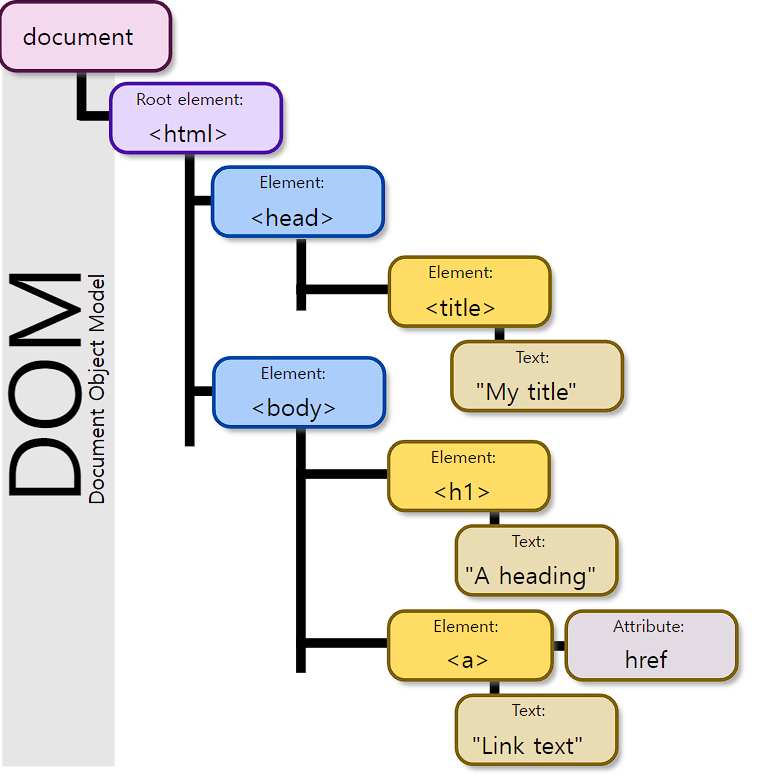 document
Root element:
<html>
Element:
<head>
Element:
<title>
Text:
"My title"
Element:
<body>
Element:
<h1>
Text:
"A heading"
Element:
<a>
Attribute:
href
Text:
"Link text"
DOM
Document Object Model